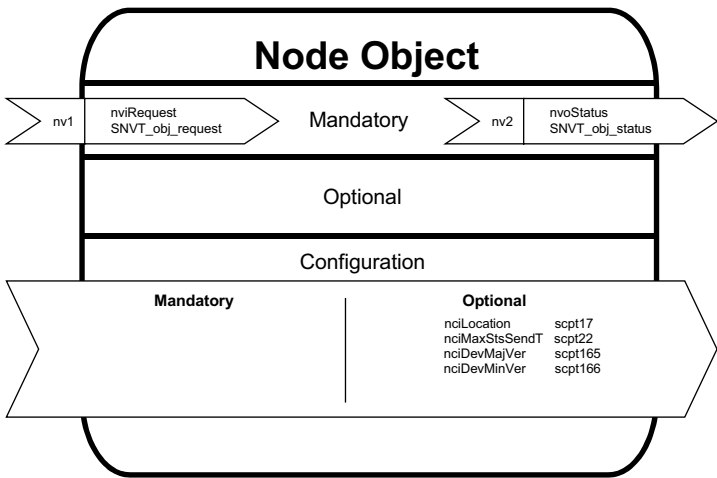 Node Object
nv1
nviRequest
SNVT_obj_request
Mandatory
nv2
nvoStatus
SNVT_obj_status
Optional
Configuration
Mandatory
Optional
nciLocation scpt17
nciMaxStsSendT scpt22
nciDevMajVer scpt165
nciDevMinVer scpt166